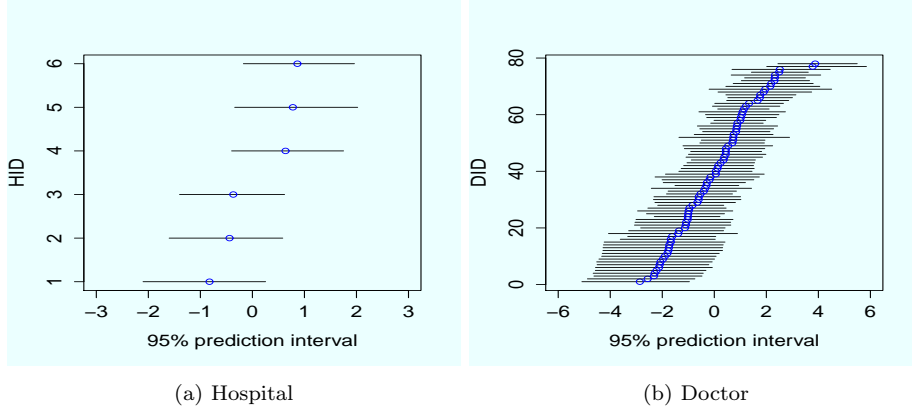 HID
6
5
4
3
2
1
−3 −2 −1 0 1 2 3
95% prediction interval
(a) Hospital
DID
80
60
40
20
0
−6 −4 −2 0 2 4 6
95% prediction interval
(b) Doctor